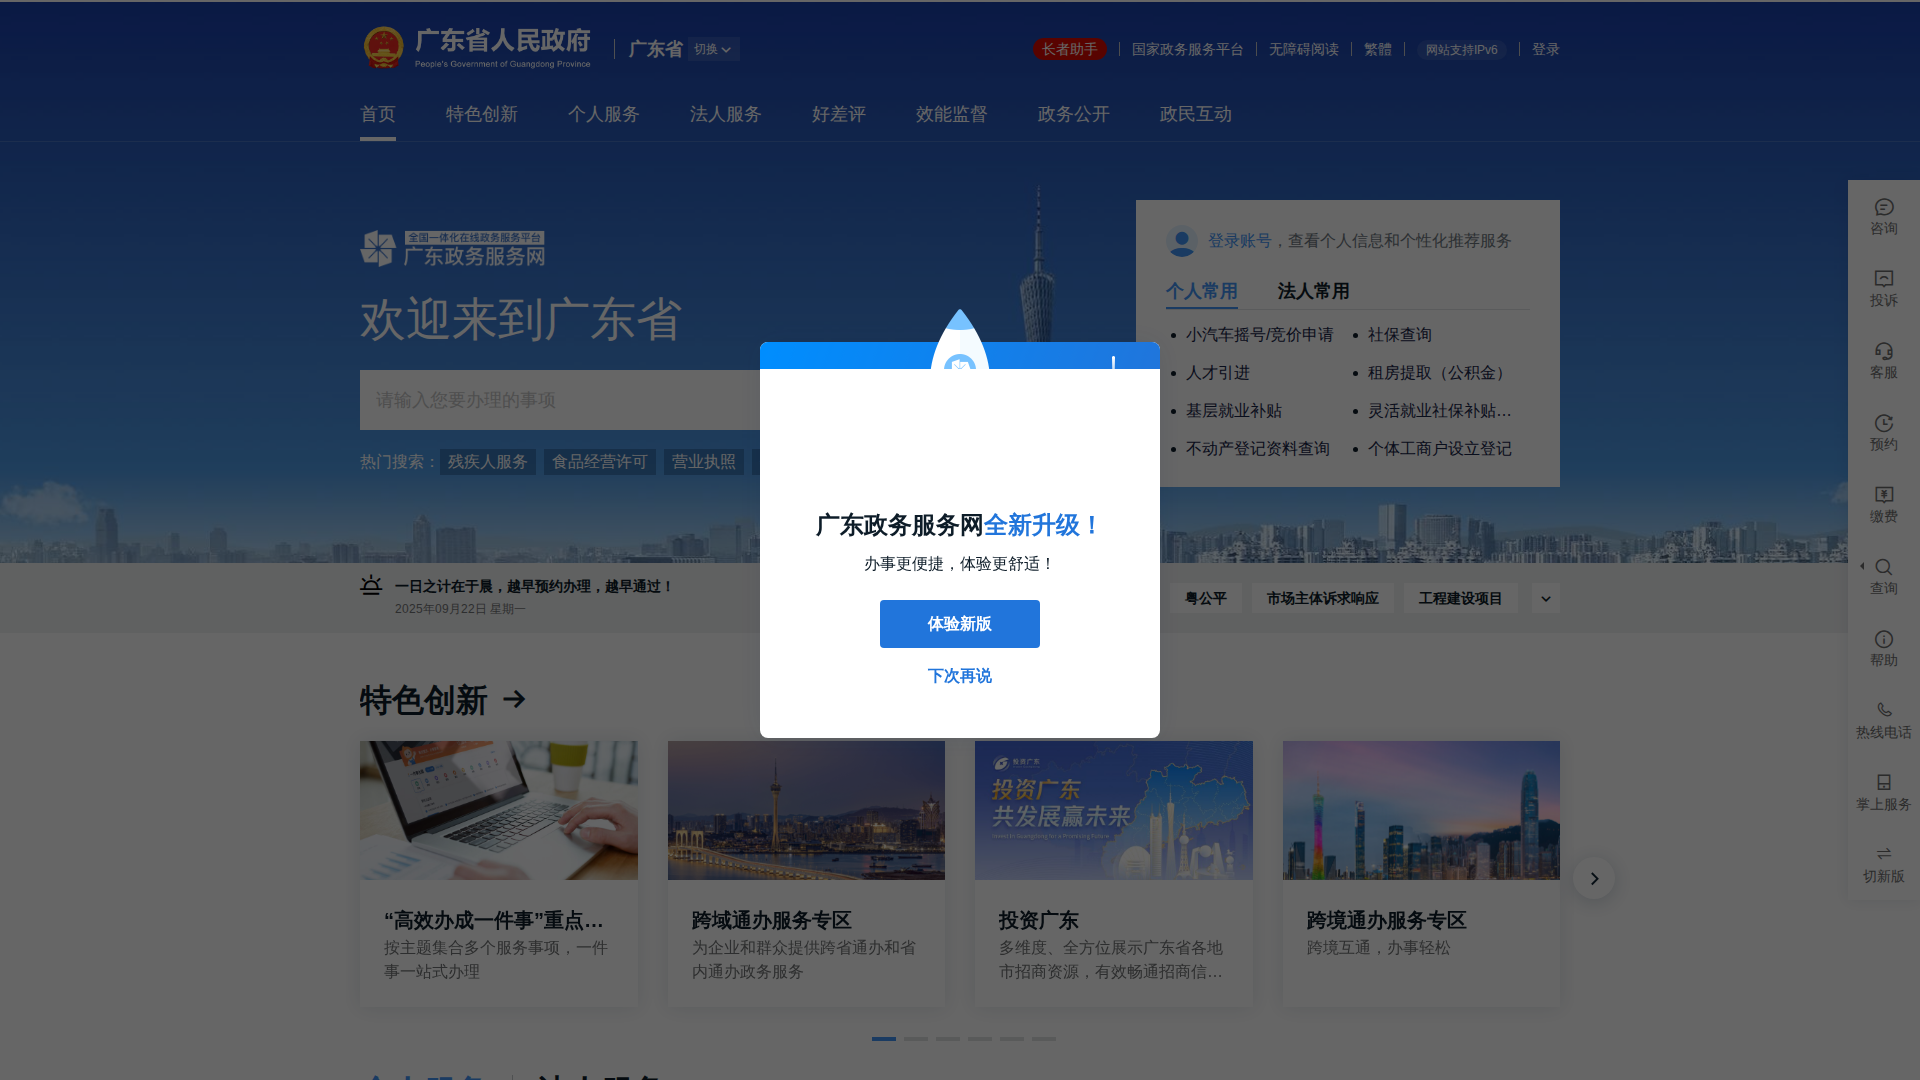 广东省人民政府
People's Government of Guangdong Province
广东省 切换
长者助手 国家政务服务平台 无障碍阅读 繁體 网站支持IPv6 登录
首页 特色创新 个人服务 法人服务 好差评 效能监督 政务公开 政民互动
全国一体化在线政务服务平台
广东政务服务网
欢迎来到广东省
请输入您要办理的事项
热门搜索： 残疾人服务 食品经营许可 营业执照
登录账号，查看个人信息和个性化推荐服务
个人常用 法人常用
小汽车摇号/竞价申请 社保查询
人才引进 租房提取（公积金）
基层就业补贴 灵活就业社保补贴…
不动产登记资料查询 个体工商户设立登记
咨询
投诉
客服
预约
缴费
查询
帮助
热线电话
掌上服务
切新版
广东政务服务网全新升级！
办事更便捷，体验更舒适！
体验新版
下次再说
一日之计在于晨，越早预约办理，越早通过！
2025年09月22日 星期一
粤公平 市场主体诉求响应 工程建设项目
特色创新
投资广东
投资广东
共发展赢未来
“高效办成一件事”重点…
按主题集合多个服务事项，一件
事一站式办理
跨域通办服务专区
为企业和群众提供跨省通办和省
内通办政务服务
投资广东
多维度、全方位展示广东省各地
市招商资源，有效畅通招商信…
跨境通办服务专区
跨境互通，办事轻松